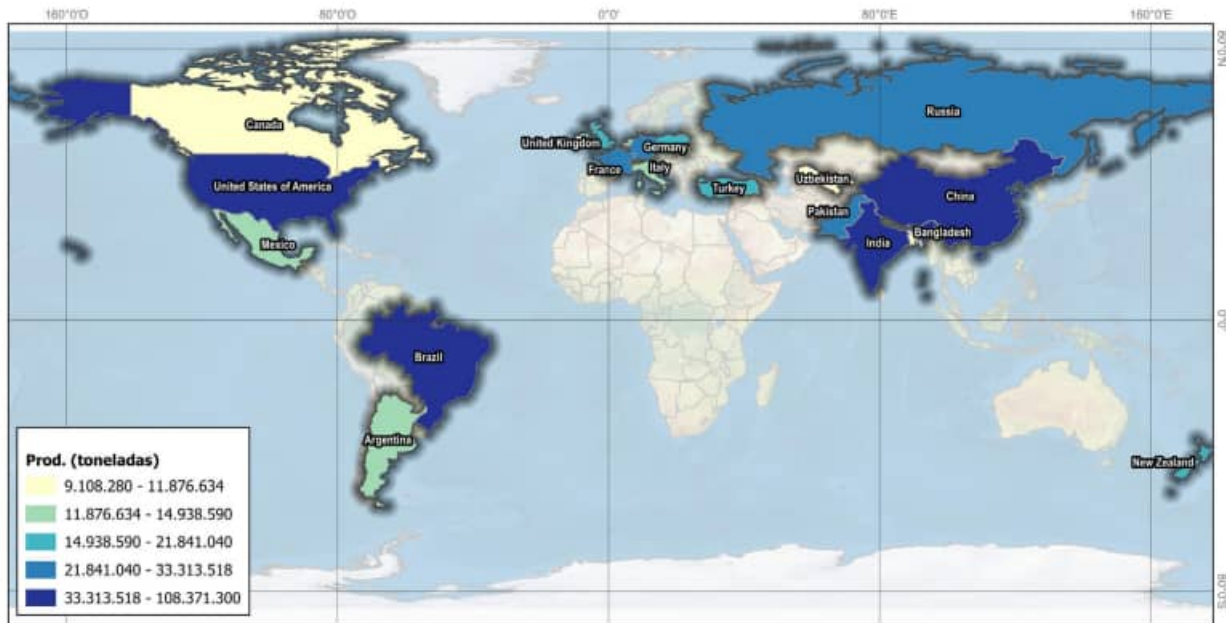 160°0'O
80°0'O
0°0'
80°0'E
160°0'E
80°0'N
Canada
Russia
United Kingdom
Germany
France
Italy
United States of America
Turkey
Uzbekistan
China
Pakistan
Mexico
India
Bangladesh
0°0'
Brazil
Argentina
New Zealand
Prod. (toneladas)
9.108.280 - 11.876.634
11.876.634 - 14.938.590
14.938.590 - 21.841.040
21.841.040 - 33.313.518
33.313.518 - 108.371.300
80°0'S